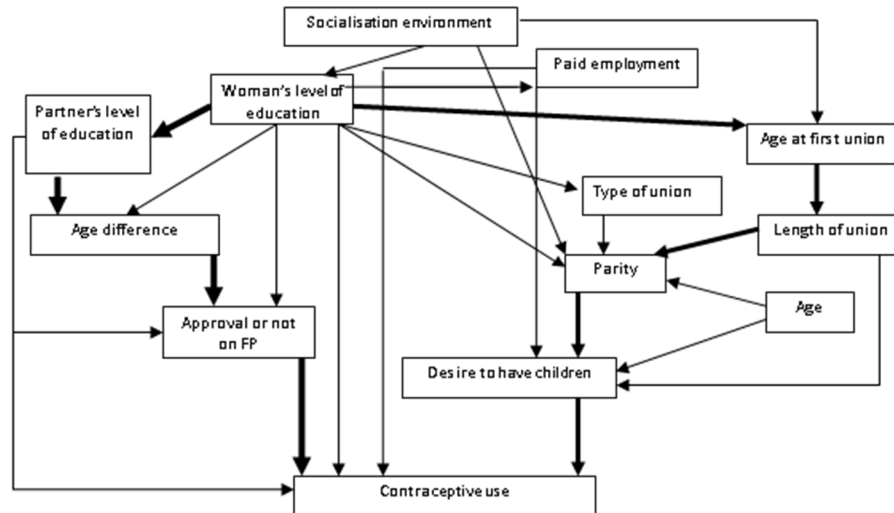 Socialisation environment
Paid employment
Woman's level of
education
Partner's level
of education
Age at first union
Type of union
Age difference
Length of union
Parity
Age
Approval or not
on FP
Desire to have children
Contraceptive use